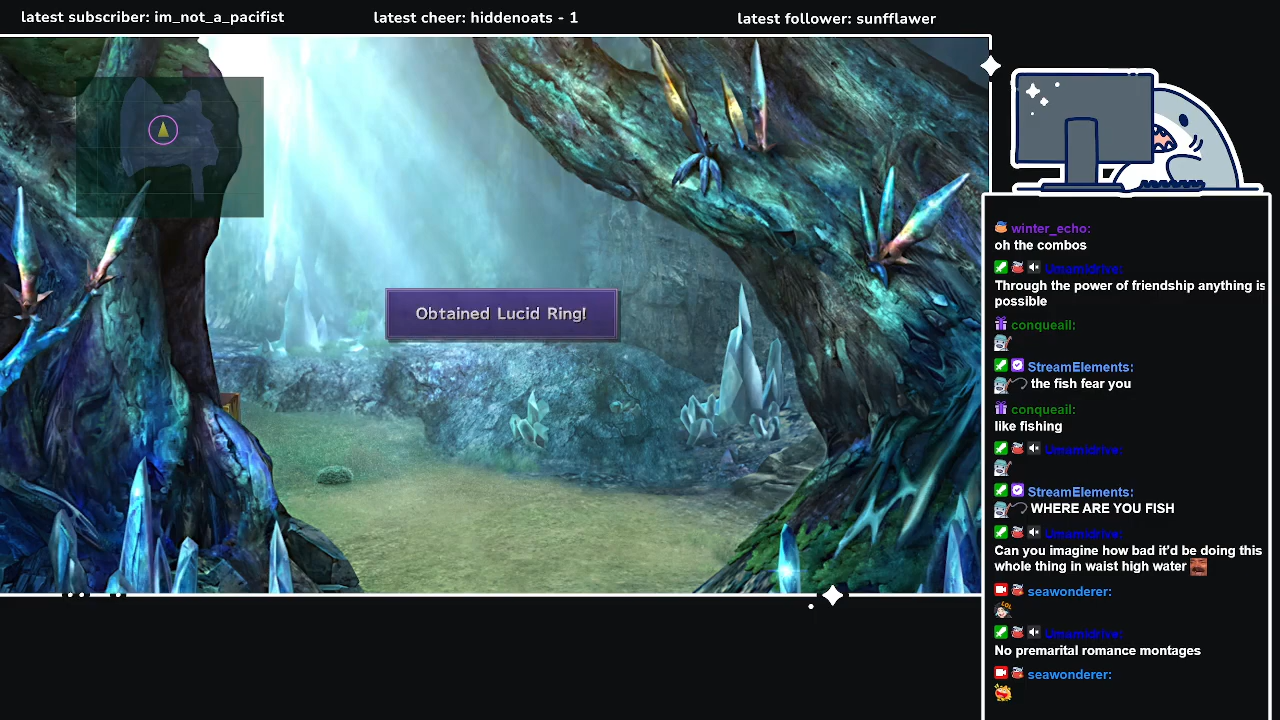 latest subscriber: im_not_a_pacifist
latest cheer: hiddenoats - 1
latest follower: sunfflawer
Obtained Lucid Ring!
winter_echo:
oh the combos
Umamidrive:
Through the power of friendship anything is
possible
conqueail:
StreamElements:
the fish fear you
conqueail:
like fishing
Umamidrive:
StreamElements:
WHERE ARE YOU FISH
Umamidrive:
Can you imagine how bad it'd be doing this
whole thing in waist high water
seawonderer:
LOL
Umamidrive:
No premarital romance montages
seawonderer: